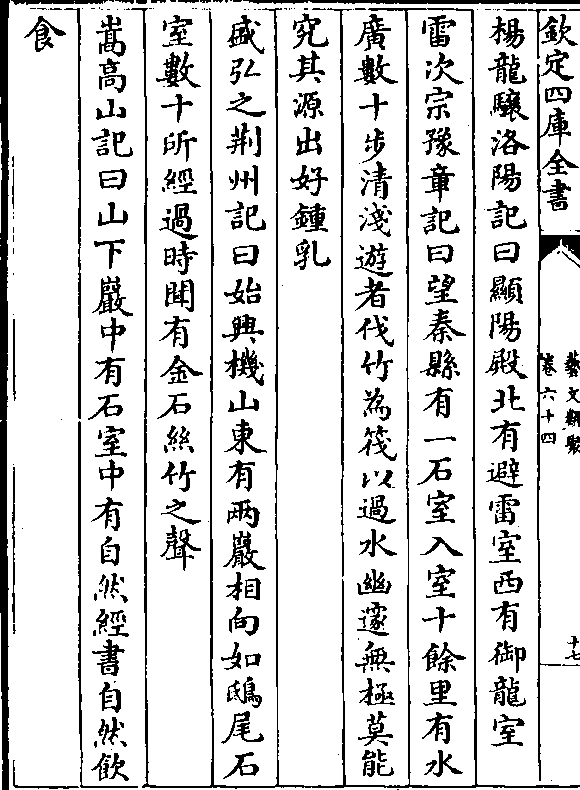 欽定四庫全書
藝文類聚
卷六十四
十七
楊龍驤洛陽記曰顯陽殿北有避雷室西有御龍室
雷次宗豫章記曰望秦縣有一石室入室十餘里有水
廣數十步清淺遊者伐竹為筏以過水幽邃無極莫能
究其源出好鍾乳
盛弘之荆州記曰始興機山東有兩巖相向如鴟尾石
室數十所經過時聞有金石絲竹之聲
嵩高山記曰山下巖中有石室中有自然經書自然飲
食